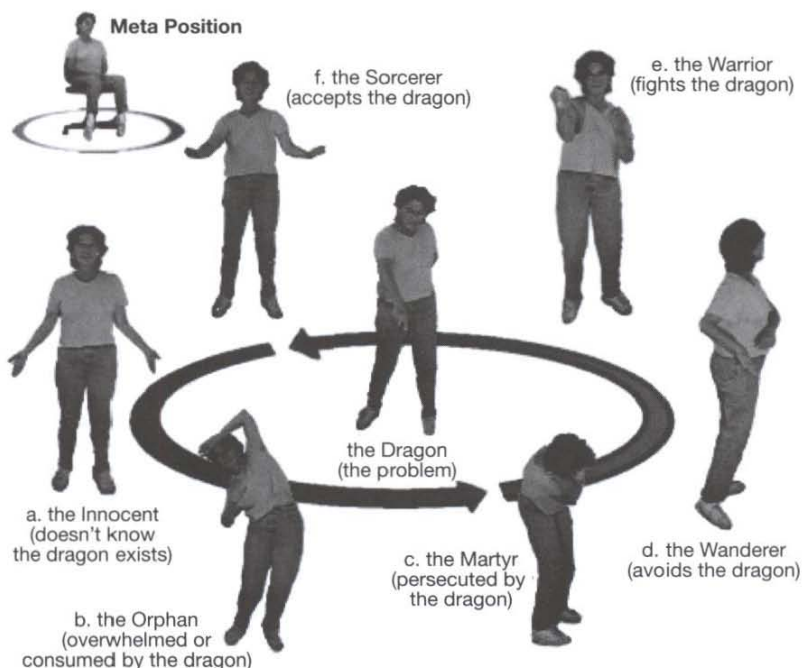 Meta Position
f. the Sorcerer
(accepts the dragon)
e. the Warrior
(fights the dragon)
the Dragon
(the problem)
a. the Innocent
(doesn't know
the dragon exists)
b. the Orphan
(overwhelmed or
consumed by the dragon)
c. the Martyr
(persecuted by
the dragon)
d. the Wanderer
(avoids the dragon)